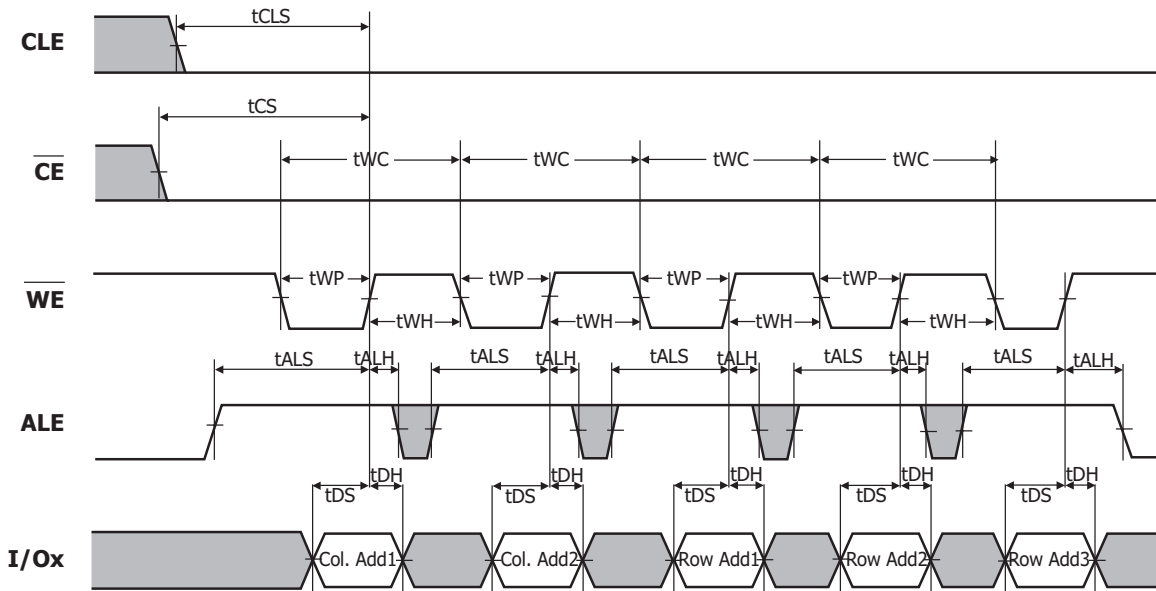 tCLS
CLE
tCS
tWC tWC tWC tWC
CE
tWP tWP tWP tWP
WE
tWH tWH tWH tWH
tALS tALH tALS tALH tALS tALH tALS tALH tALS tALH
ALE
tDS tDH tDS tDH tDS tDH tDS tDH tDS tDH
I/Ox Col. Add1 Col. Add2 Row Add1 Row Add2 Row Add3